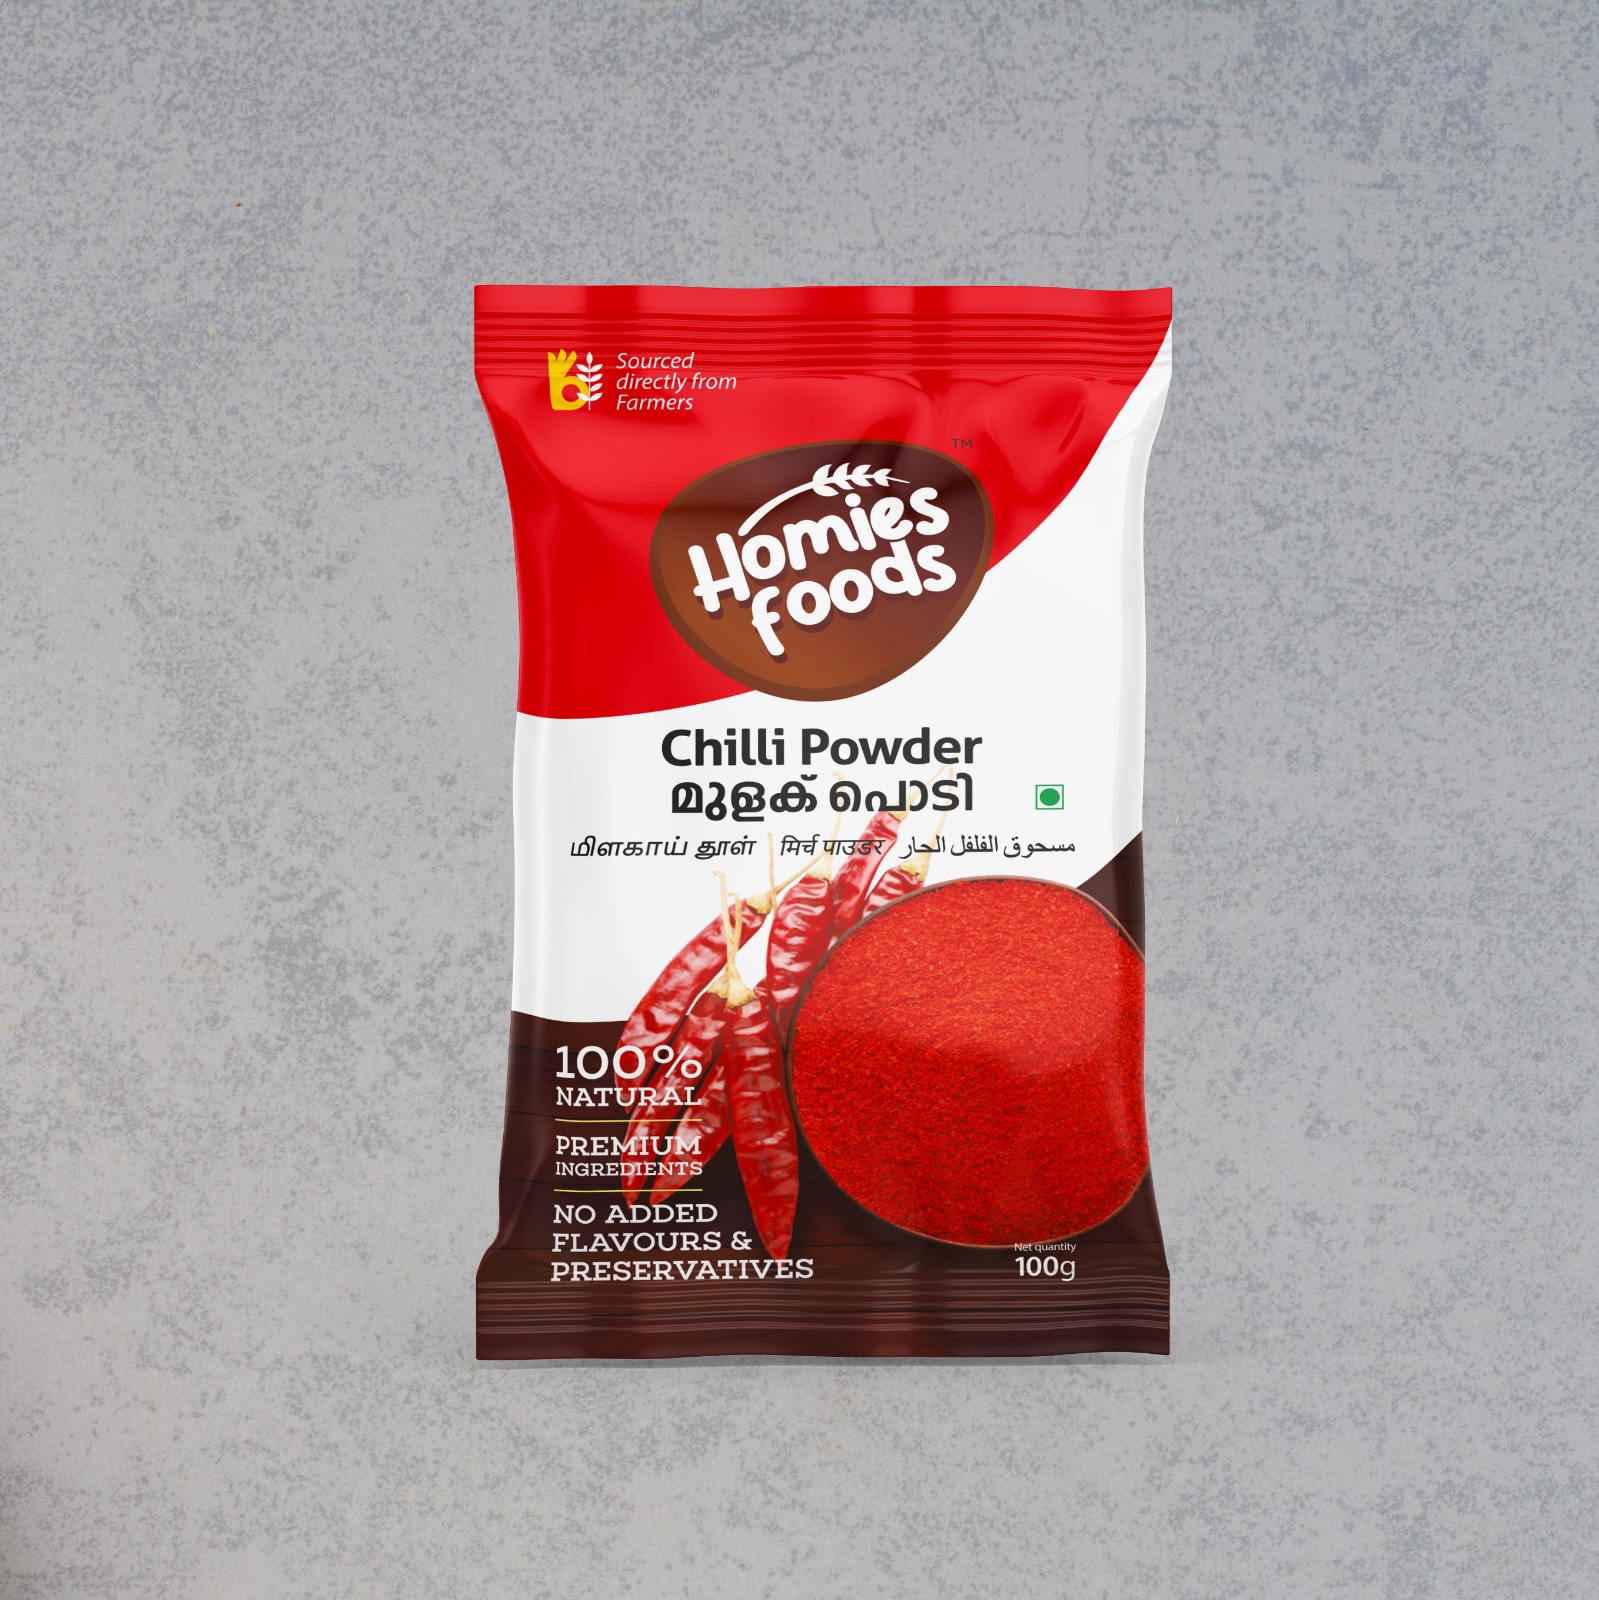 Sourced
directly from
Farmers
TM
Homies
foods
Chilli Powder
മുളക് പൊടി
மிளகாய் தூள் मिर्च पाउडर مسحوق الفلفل الحار
100%
NATURAL
PREMIUM
INGREDIENTS
NO ADDED
FLAVOURS &
PRESERVATIVES
Net quantity
100g